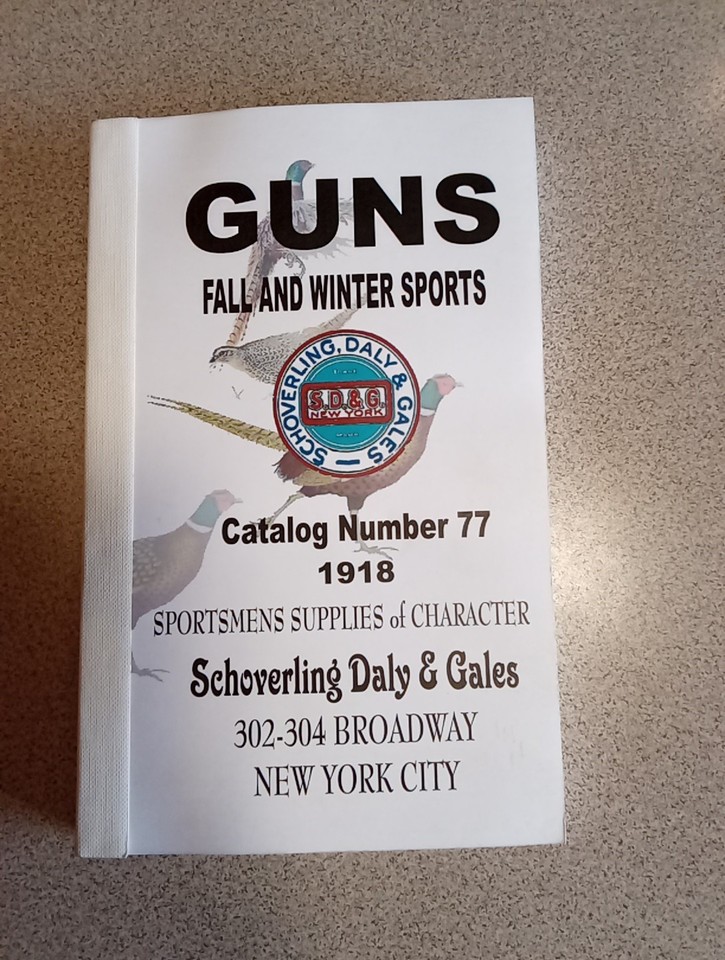 GUNS
FALL AND WINTER SPORTS
SCHOVERLING, DALY & GALES
S.D.&G.
NEW YORK
Catalog Number 77
1918
SPORTSMENS SUPPLIES of CHARACTER
Schoverling Daly & Gales
302-304 BROADWAY
NEW YORK CITY